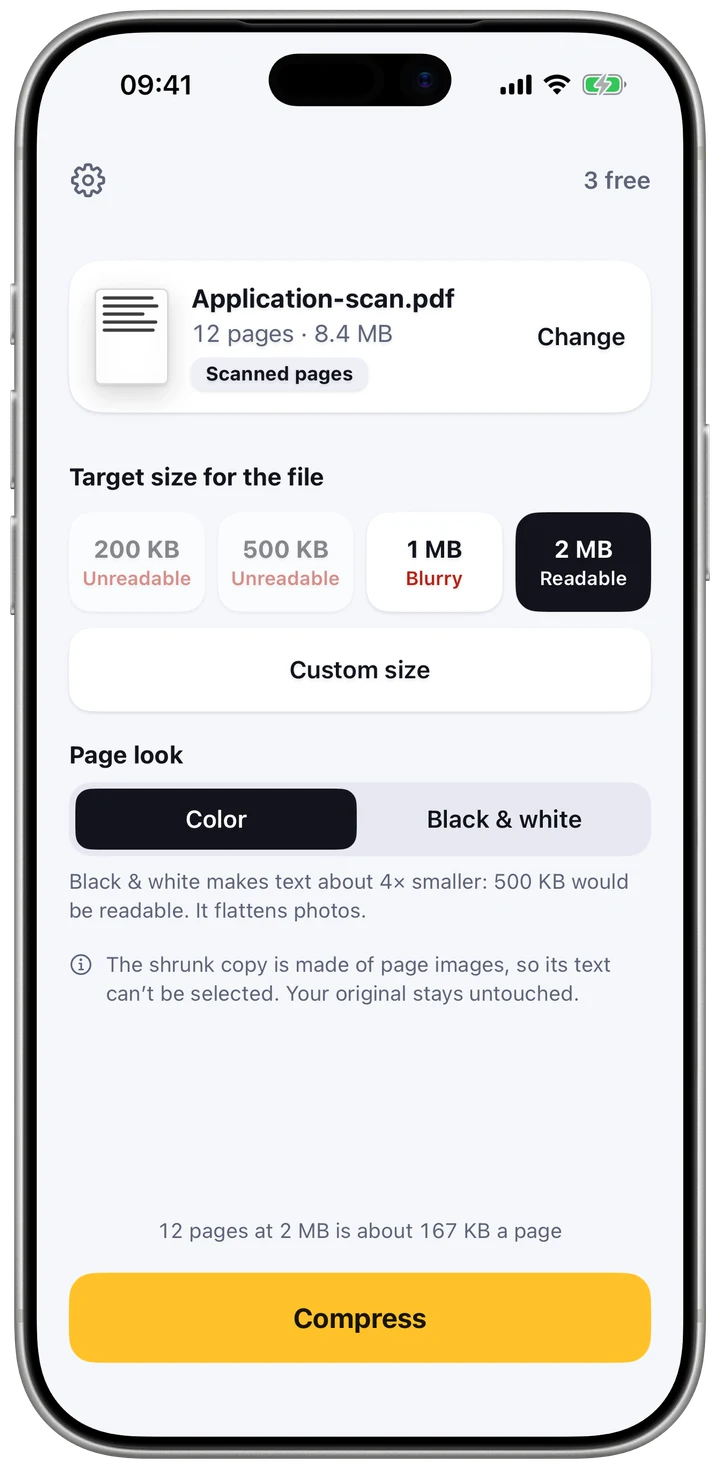 09:41
3 free
Application-scan.pdf
12 pages · 8.4 MB
Change
Scanned pages
Target size for the file
200 KB
Unreadable
500 KB
Unreadable
1 MB
Blurry
2 MB
Readable
Custom size
Page look
Color
Black & white
Black & white makes text about 4× smaller: 500 KB would
be readable. It flattens photos.
The shrunk copy is made of page images, so its text
can’t be selected. Your original stays untouched.
12 pages at 2 MB is about 167 KB a page
Compress